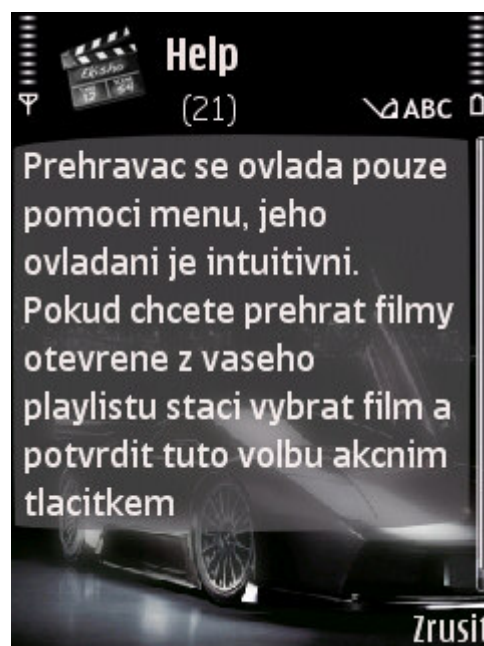 Help
(21)
ABC
Prehravac se ovlada pouze
pomoci menu, jeho
ovladani je intuitivni.
Pokud chcete prehrat filmy
otevrene z vaseho
playlistu staci vybrat film a
potvrdit tuto volbu akcnim
tlacitkem
Zrusit